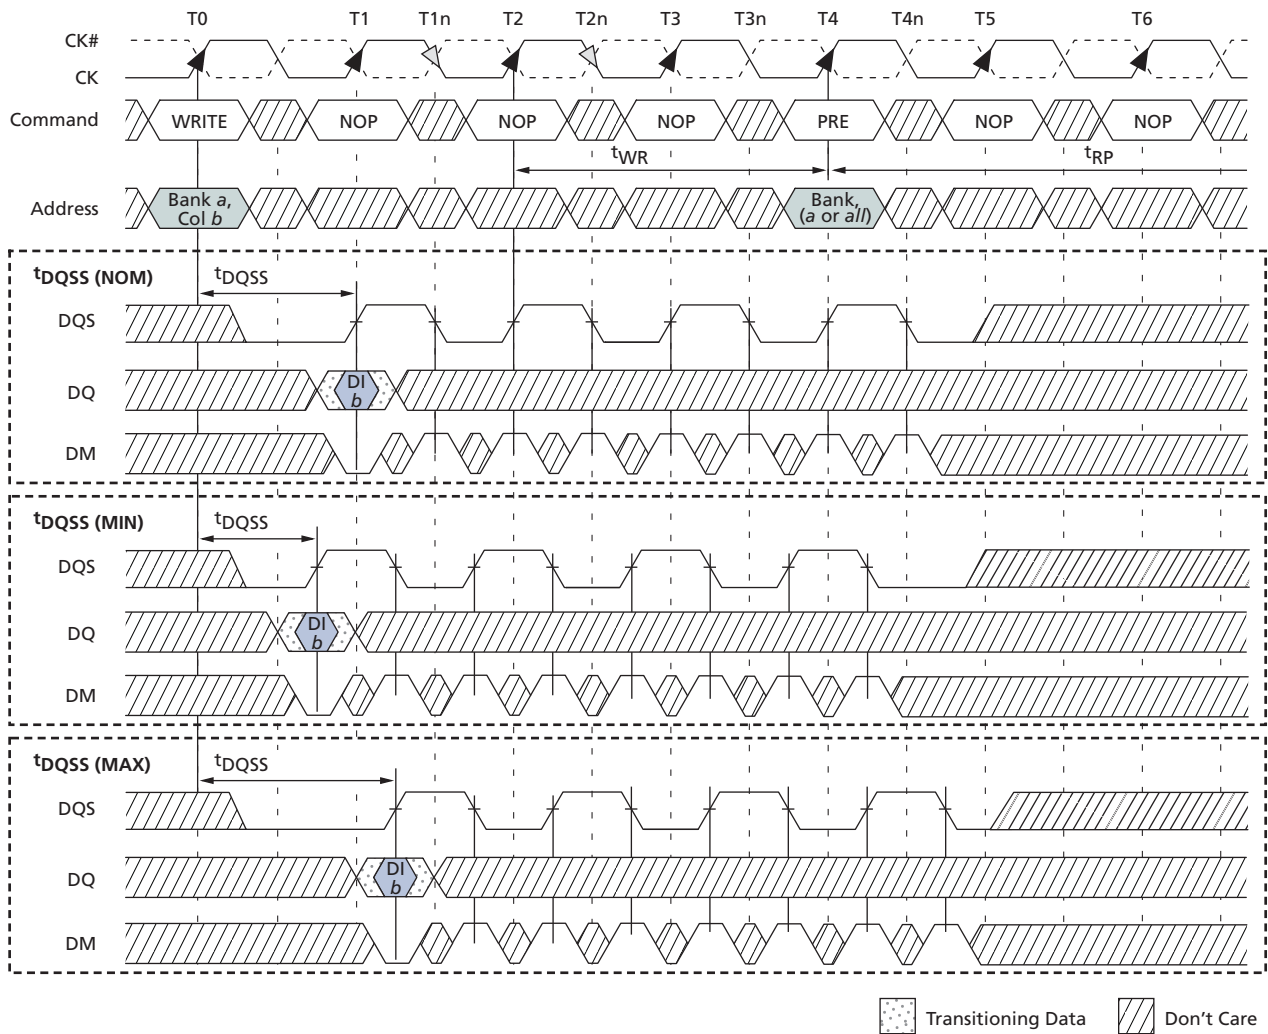 T0 T1 T1n T2 T2n T3 T3n T4 T4n T5 T6
CK#
CK
Command WRITE NOP NOP NOP PRE NOP NOP
tWR tRP
Address Bank a, Bank,
Col b (a or all)
tDQSS (NOM) tDQSS
DQS
DQ DI
b
DM
tDQSS (MIN) tDQSS
DQS
DQ DI
b
DM
tDQSS (MAX) tDQSS
DQS
DQ DI
b
DM
Transitioning Data Don't Care